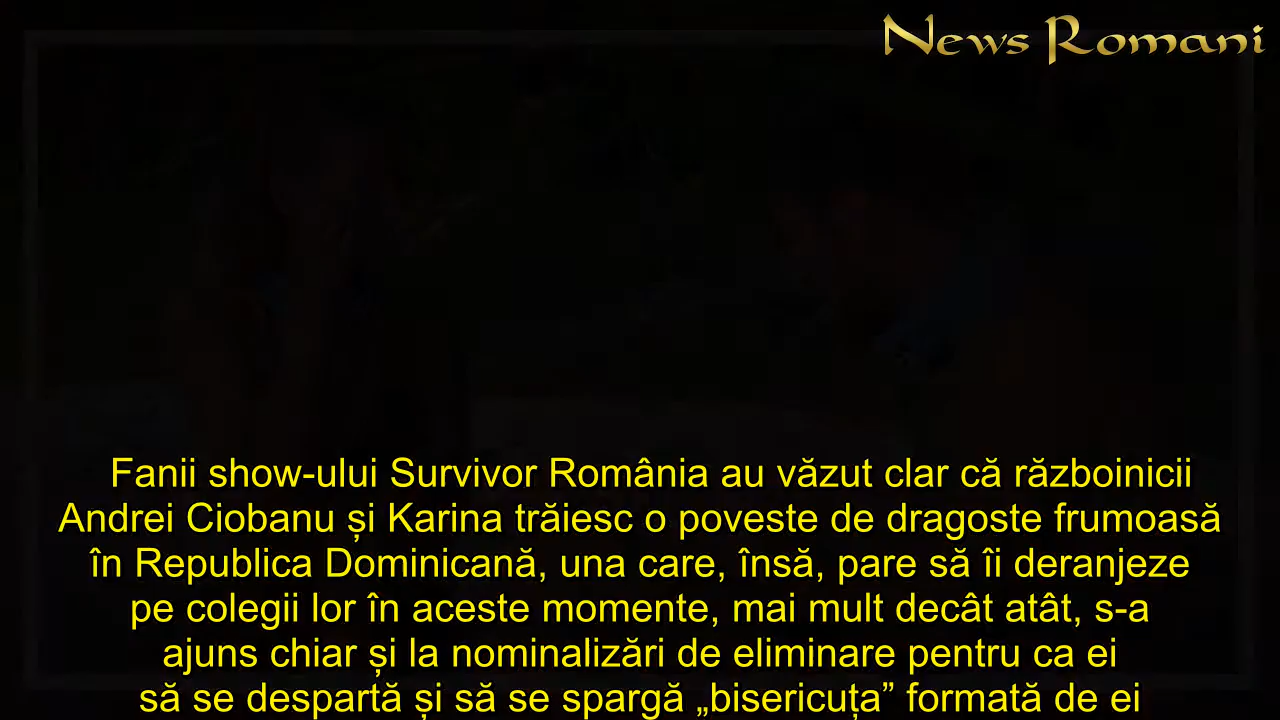 News Romani
Fanii show-ului Survivor România au văzut clar că războinicii
Andrei Ciobanu și Karina trăiesc o poveste de dragoste frumoasă
în Republica Dominicană, una care, însă, pare să îi deranjeze
pe colegii lor în aceste momente, mai mult decât atât, s-a
ajuns chiar și la nominalizări de eliminare pentru ca ei
să se despartă și să se spargă „bisericuța” formată de ei